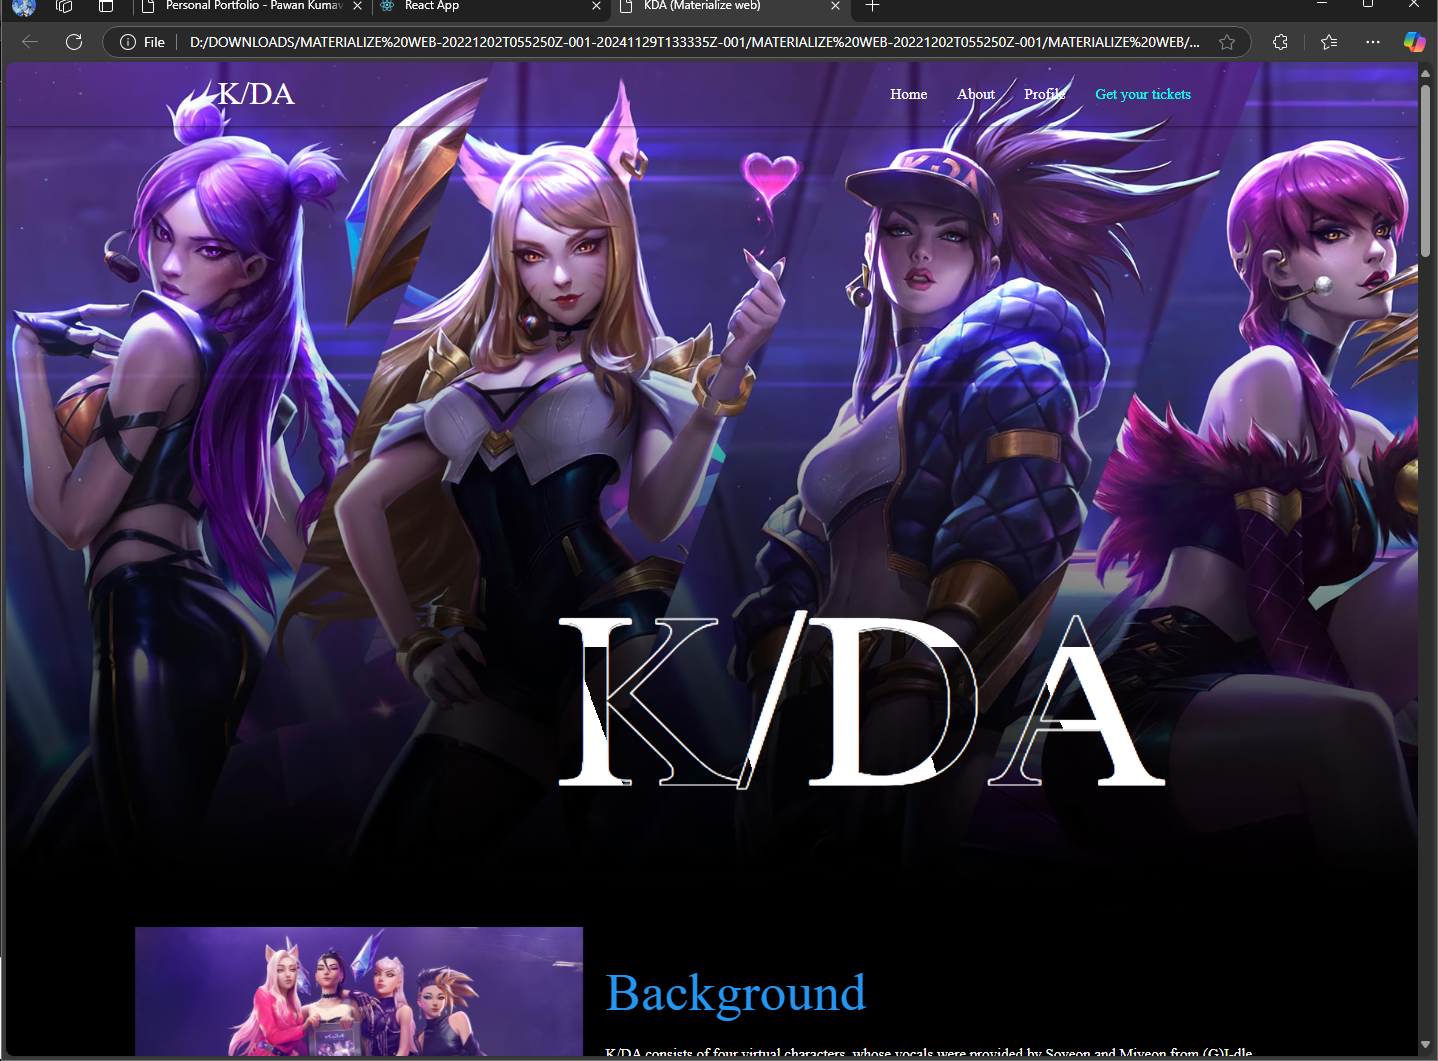 Personal Portfolio - Pawan Kumav
React App
KDA (Materialize web)
File
D:/DOWNLOADS/MATERIALIZE%20WEB-20221202T055250Z-001-20241129T133335Z-001/MATERIALIZE%20WEB-20221202T055250Z-001/MATERIALIZE%20WEB/...
K/DA
Home
About
Profile
Get your tickets
K/DA
K/DA
Background
K/DA consists of four virtual characters, whose vocals were provided by Soyeon and Miyeon from (G)I-dle